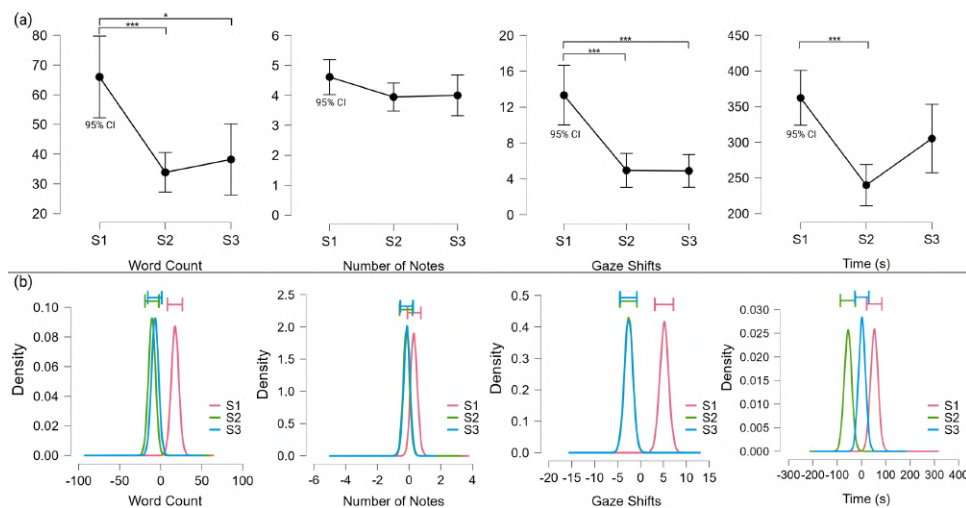 (a)
*
***
80
70
60
50
40
30
20
95% CI
S1 S2 S3
Word Count
6
5
4
3
2
1
0
95% CI
S1 S2 S3
Number of Notes
***
***
20
16
12
8
4
0
95% CI
S1 S2 S3
Gaze Shifts
***
450
400
350
300
250
200
95% CI
S1 S2 S3
Time (s)
(b)
Density
0.10
0.08
0.06
0.04
0.02
0.00
S1
S2
S3
-100 -50 0 50 100
Word Count
Density
2.5
2.0
1.5
1.0
0.5
0.0
S1
S2
S3
-6 -4 -2 0 2 4
Number of Notes
Density
0.5
0.4
0.3
0.2
0.1
0.0
S1
S2
S3
-20 -15 -10 -5 0 5 10 15
Gaze Shifts
Density
0.030
0.025
0.020
0.015
0.010
0.005
0.000
S1
S2
S3
-300 -200 -100 0 100 200 300 400
Time (s)